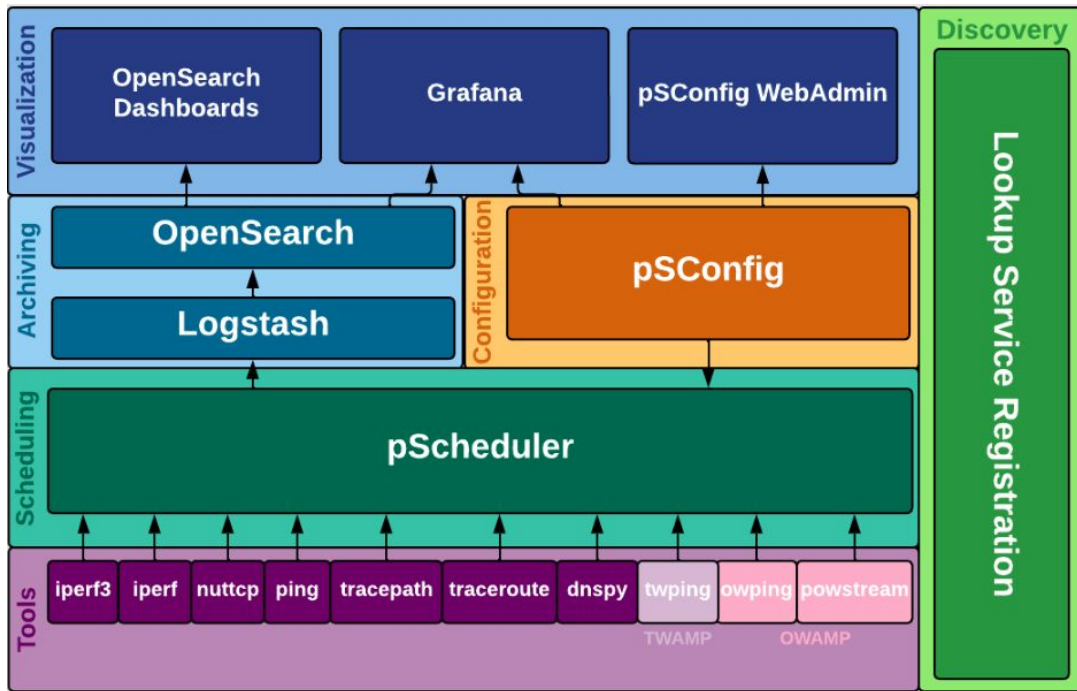 Visualization
OpenSearch
Dashboards
Grafana
pSConfig WebAdmin
Discovery
Lookup Service Registration
Archiving
OpenSearch
Logstash
Configuration
pSConfig
Scheduling
pScheduler
Tools
iperf3
iperf
nuttcp
ping
tracepath
traceroute
dnspy
twping
owping
powstream
TWAMP
OWAMP